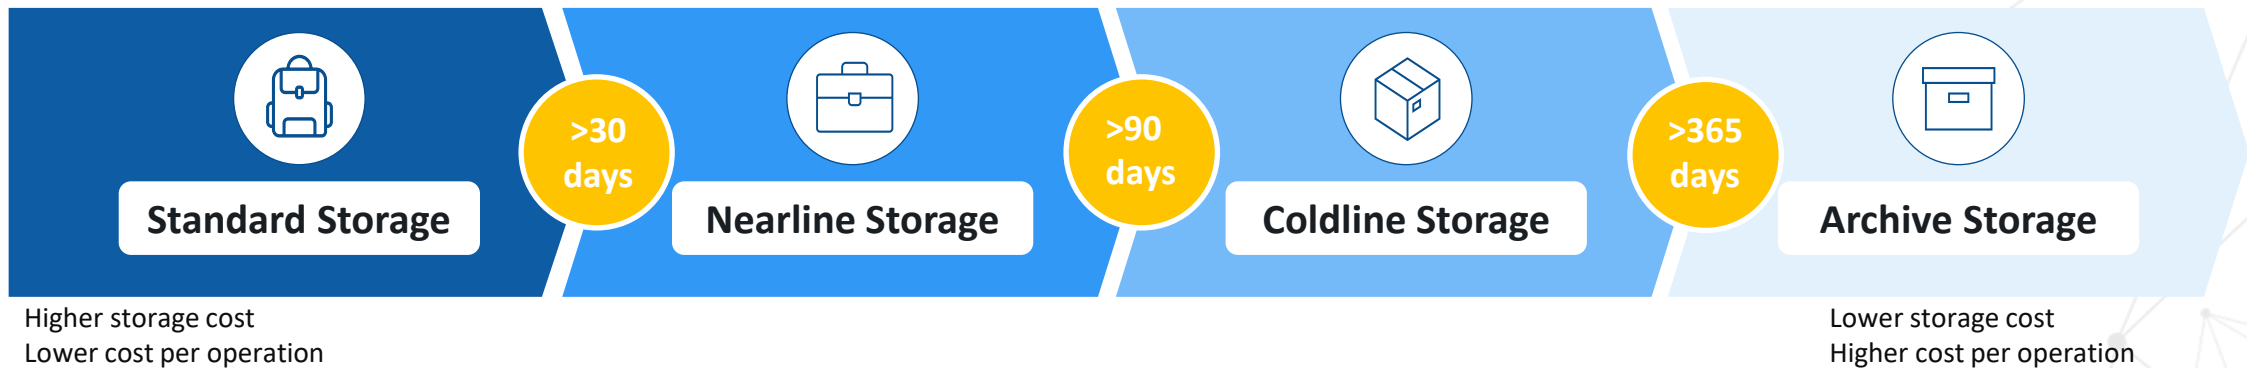 >30
days
>90
days
>365
days
Standard Storage
Nearline Storage
Coldline Storage
Archive Storage
Higher storage cost
Lower cost per operation
Lower storage cost
Higher cost per operation